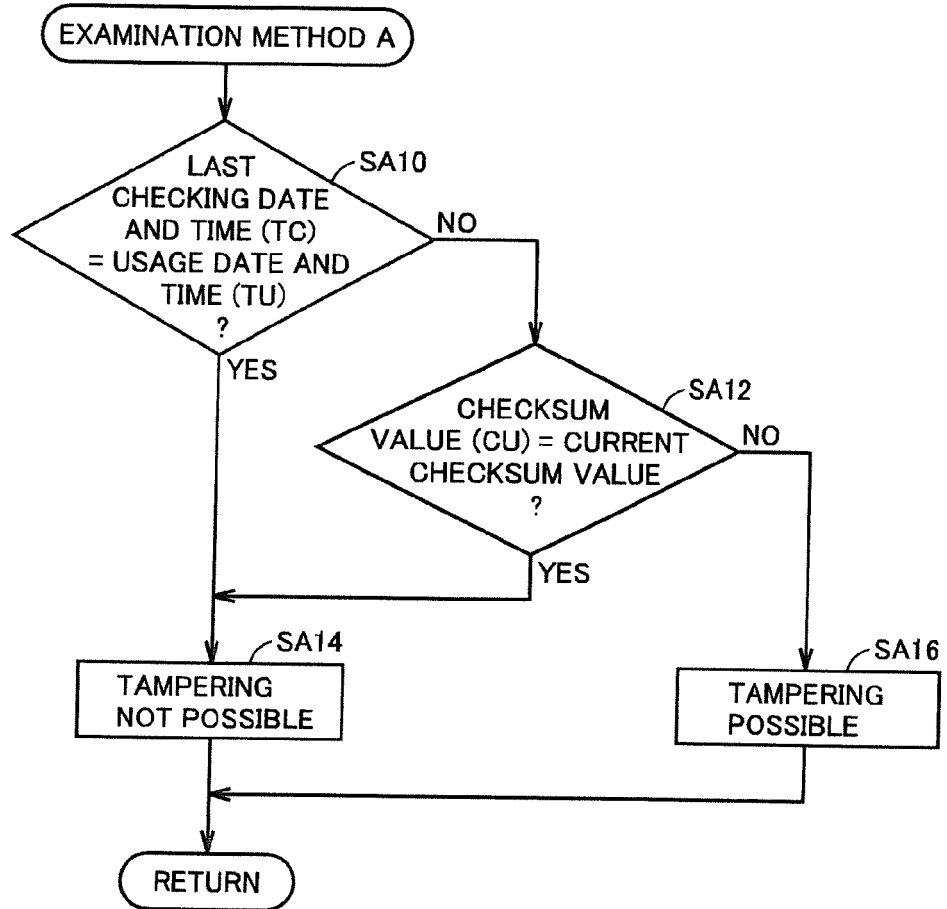 EXAMINATION METHOD A
SA10
LAST
CHECKING DATE
AND TIME (TC)
= USAGE DATE AND
TIME (TU)
?
NO
YES
SA12
CHECKSUM
VALUE (CU) = CURRENT
CHECKSUM VALUE
?
NO
YES
SA14
TAMPERING
NOT POSSIBLE
SA16
TAMPERING
POSSIBLE
RETURN